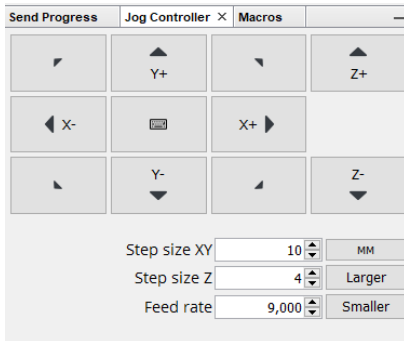 Send Progress Jog Controller × Macros
Y+ Z+
X- X+
Y- Z-
Step size XY 10 MM
Step size Z 4 Larger
Feed rate 9,000 Smaller